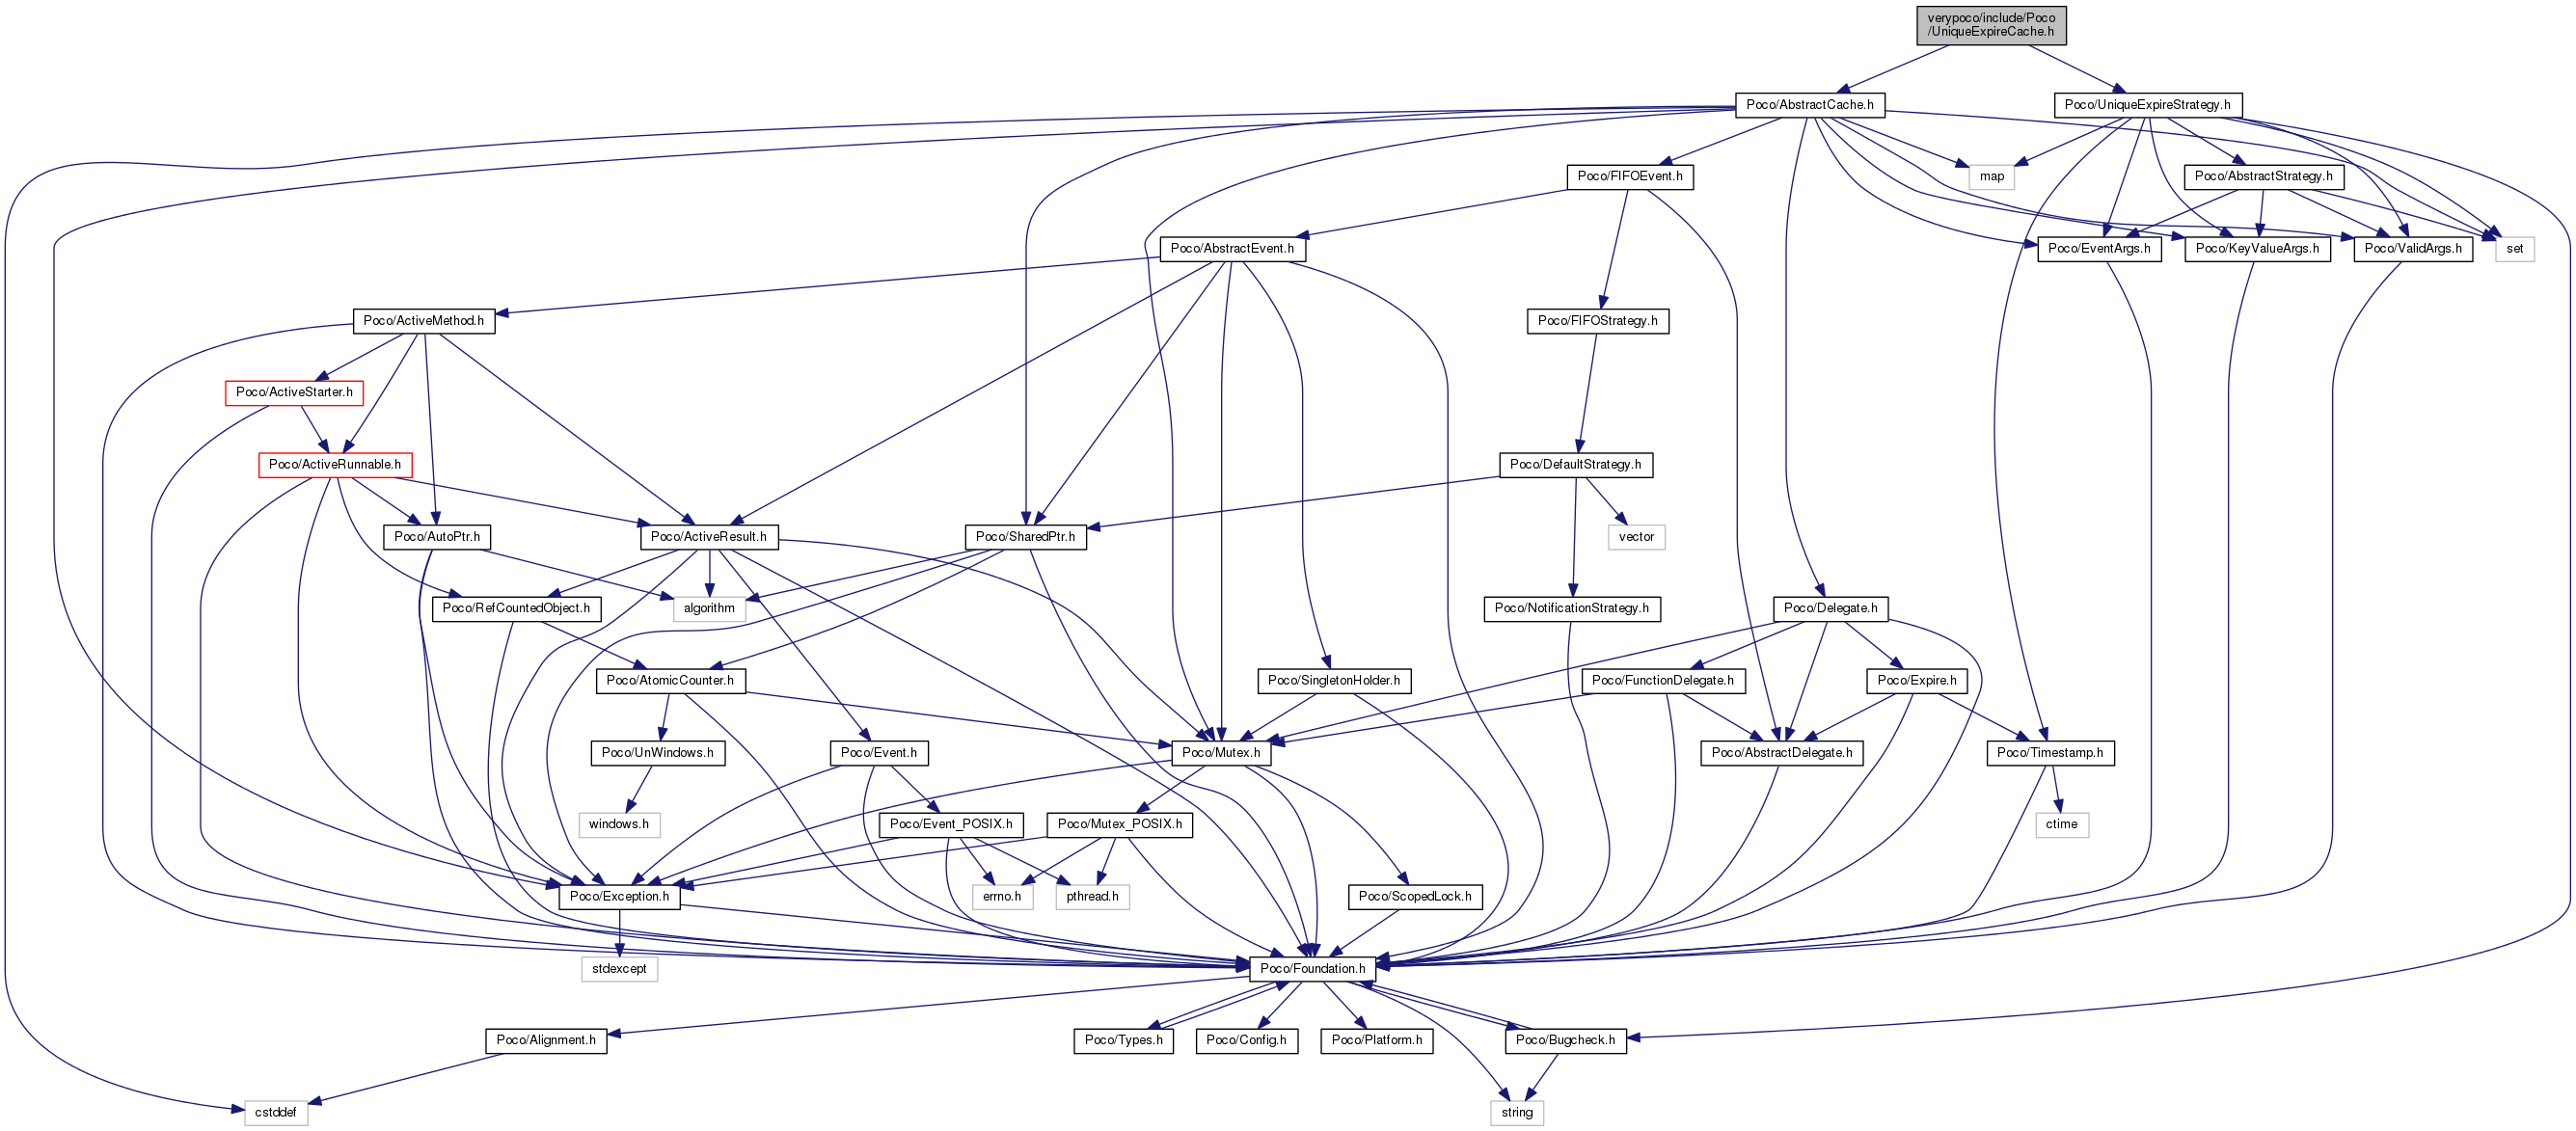 verypoco/include/Poco
/UniqueExpireCache.h
Poco/AbstractCache.h
Poco/UniqueExpireStrategy.h
Poco/FIFOEvent.h
map
Poco/AbstractStrategy.h
Poco/AbstractEvent.h
Poco/EventArgs.h
Poco/KeyValueArgs.h
Poco/ValidArgs.h
set
Poco/ActiveMethod.h
Poco/FIFOStrategy.h
Poco/ActiveStarter.h
Poco/ActiveRunnable.h
Poco/DefaultStrategy.h
Poco/AutoPtr.h
Poco/ActiveResult.h
Poco/SharedPtr.h
vector
Poco/RefCountedObject.h
algorithm
Poco/NotificationStrategy.h
Poco/Delegate.h
Poco/AtomicCounter.h
Poco/SingletonHolder.h
Poco/FunctionDelegate.h
Poco/Expire.h
Poco/UnWindows.h
Poco/Event.h
Poco/Mutex.h
Poco/AbstractDelegate.h
Poco/Timestamp.h
windows.h
Poco/Event_POSIX.h
Poco/Mutex_POSIX.h
ctime
Poco/Exception.h
errno.h
pthread.h
Poco/ScopedLock.h
stdexcept
Poco/Foundation.h
Poco/Alignment.h
Poco/Types.h
Poco/Config.h
Poco/Platform.h
Poco/Bugcheck.h
cstddef
string